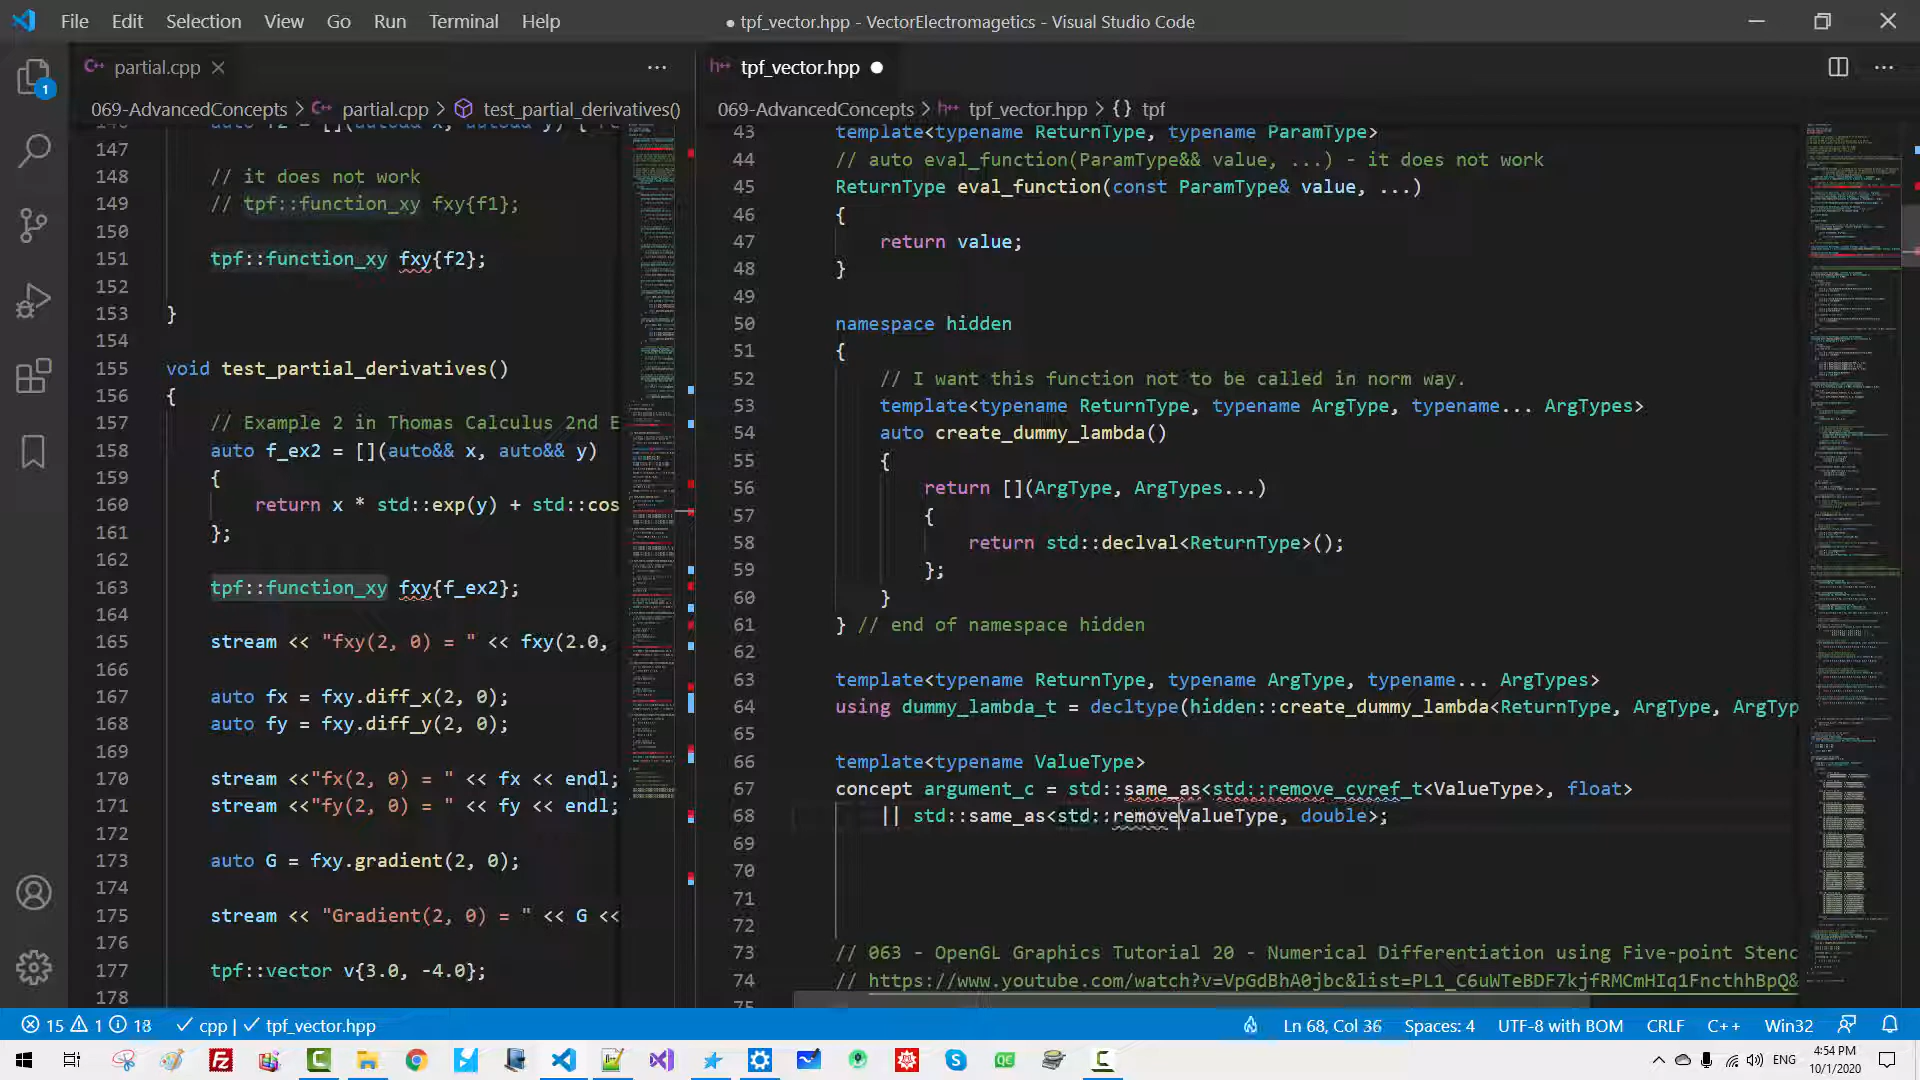 File Edit Selection View Go Run Terminal Help
● tpf_vector.hpp - VectorElectromagetics - Visual Studio Code
partial.cpp
tpf_vector.hpp
069-AdvancedConcepts > partial.cpp > test_partial_derivatives()
069-AdvancedConcepts > tpf_vector.hpp > {} tpf
1
147
148 // it does not work
149 // tpf::function_xy fxy{f1};
150
151 tpf::function_xy fxy{f2};
152
153 }
154
155 void test_partial_derivatives()
156 {
157 // Example 2 in Thomas Calculus 2nd E
158 auto f_ex2 = [](auto&& x, auto&& y)
159 {
160 return x * std::exp(y) + std::cos
161 };
162
163 tpf::function_xy fxy{f_ex2};
164
165 stream << "fxy(2, 0) = " << fxy(2.0,
166
167 auto fx = fxy.diff_x(2, 0);
168 auto fy = fxy.diff_y(2, 0);
169
170 stream <<"fx(2, 0) = " << fx << endl;
171 stream <<"fy(2, 0) = " << fy << endl;
172
173 auto G = fxy.gradient(2, 0);
174
175 stream << "Gradient(2, 0) = " << G <<
176
177 tpf::vector v{3.0, -4.0};
178
43 template<typename ReturnType, typename ParamType>
44 // auto eval_function(ParamType&& value, ...) - it does not work
45 ReturnType eval_function(const ParamType& value, ...)
46 {
47 return value;
48 }
49
50 namespace hidden
51 {
52 // I want this function not to be called in norm way.
53 template<typename ReturnType, typename ArgType, typename... ArgTypes>
54 auto create_dummy_lambda()
55 {
56 return [](ArgType, ArgTypes...)
57 {
58 return std::declval<ReturnType>();
59 };
60 }
61 } // end of namespace hidden
62
63 template<typename ReturnType, typename ArgType, typename... ArgTypes>
64 using dummy_lambda_t = decltype(hidden::create_dummy_lambda<ReturnType, ArgType, ArgTyp
65
66 template<typename ValueType>
67 concept argument_c = std::same_as<std::remove_cvref_t<ValueType>, float>
68 || std::same_as<std::removeValueType, double>;
69
70
71
72
73 // 063 - OpenGL Graphics Tutorial 20 - Numerical Differentiation using Five-point Stenc
74 // https://www.youtube.com/watch?v=VpGdBhA0jbc&list=PL1_C6uWTeBDF7kjfRMCmHIq1FncthhBpQ&
15 1 18 cpp | tpf_vector.hpp
Ln 68, Col 36 Spaces: 4 UTF-8 with BOM CRLF C++ Win32
ENG
4:54 PM
10/1/2020